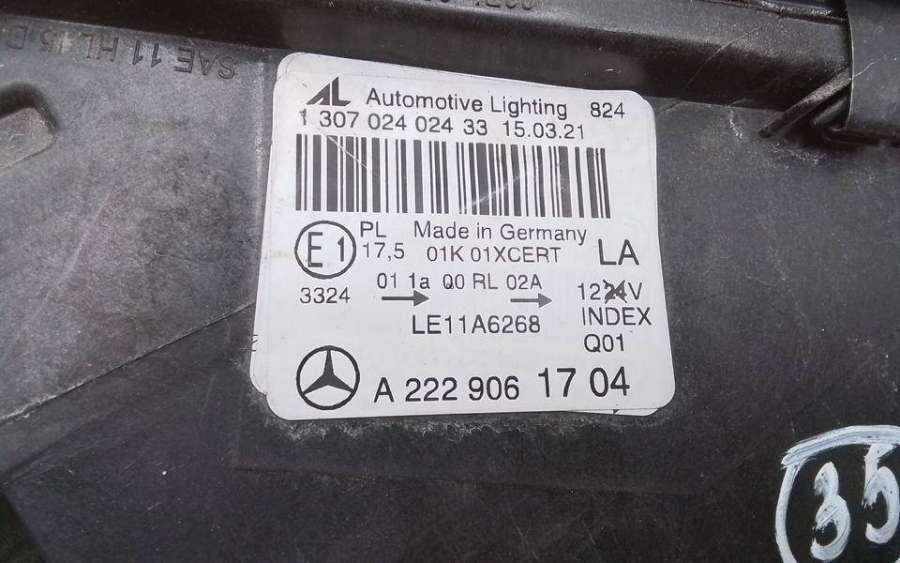 SAE 11 HL
AL Automotive Lighting 824
1 307 024 024 33 15.03.21
E1 PL 17,5 Made in Germany
01K 01XCERT LA
3324 01 1a Q0 RL 02A 1224V
LE11A6268 INDEX
Q01
A 222 906 17 04
35